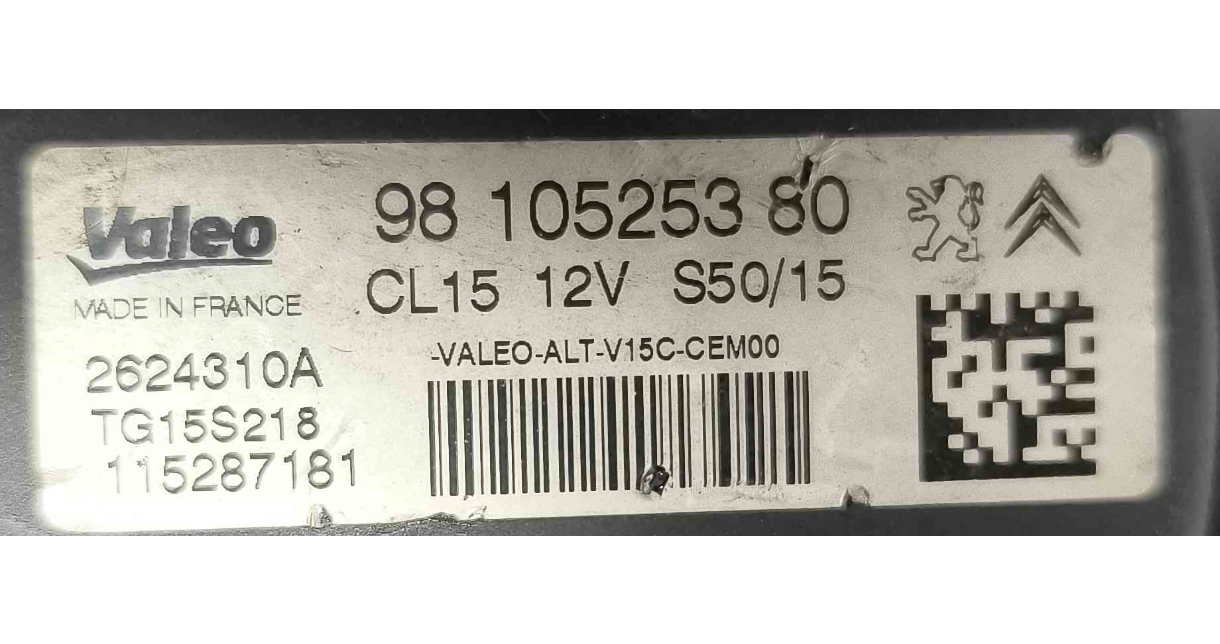 Valeo
MADE IN FRANCE
2624310A
TG15S218
115287181
98 105253 80
CL15 12V S50/15
-VALEO-ALT-V15C-CEM00